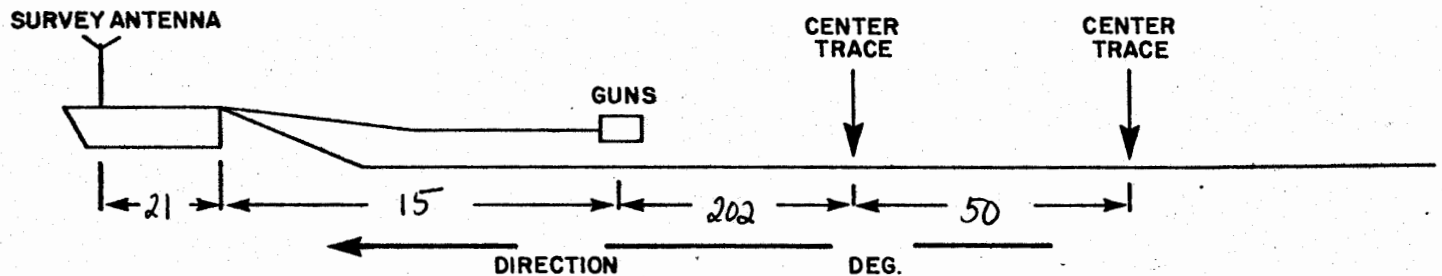 SURVEY ANTENNA
CENTER
TRACE
CENTER
TRACE
GUNS
21
15
202
50
DIRECTION DEG.